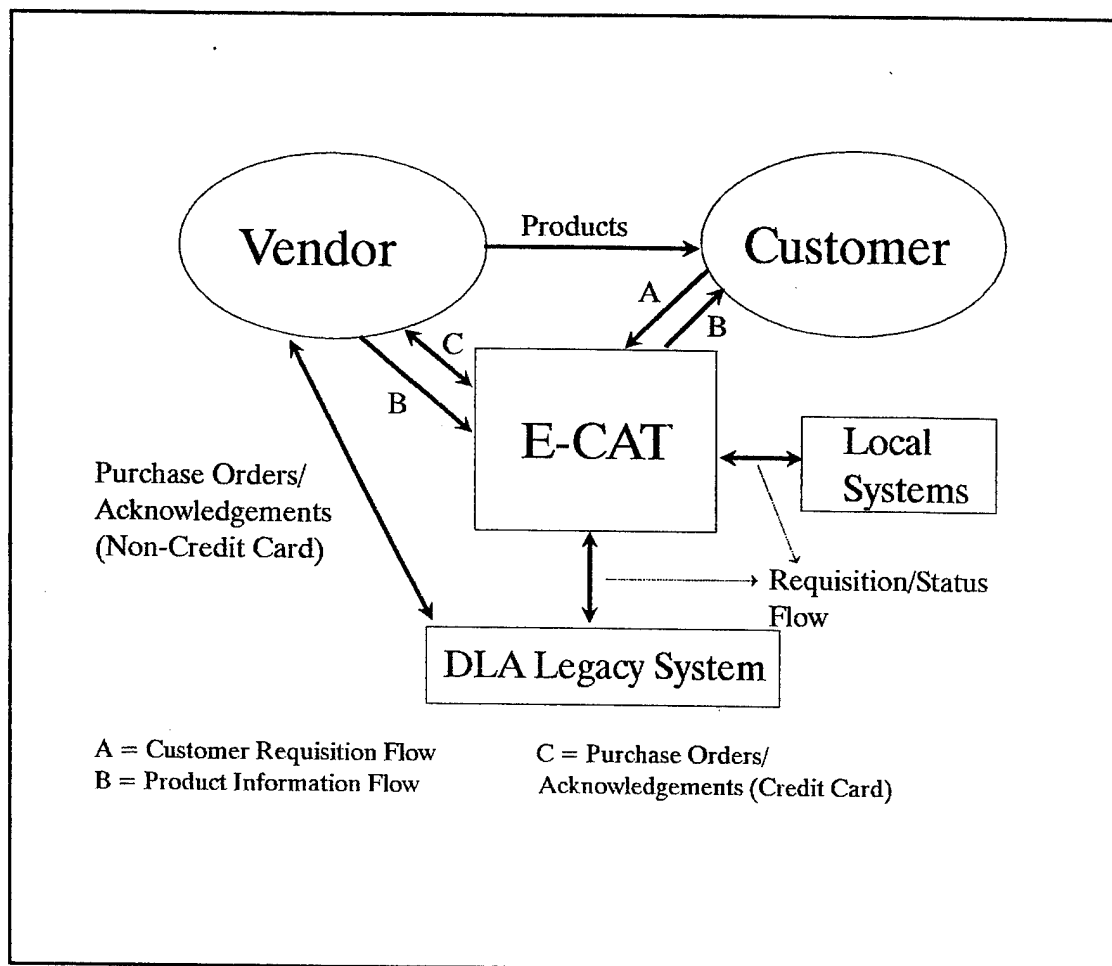 Vendor
Products
Customer
A
B
C
B
E-CAT
Local
Systems
Purchase Orders/
Acknowledgements
(Non-Credit Card)
Requisition/Status
Flow
DLA Legacy System
A = Customer Requisition Flow
B = Product Information Flow
C = Purchase Orders/
Acknowledgements (Credit Card)